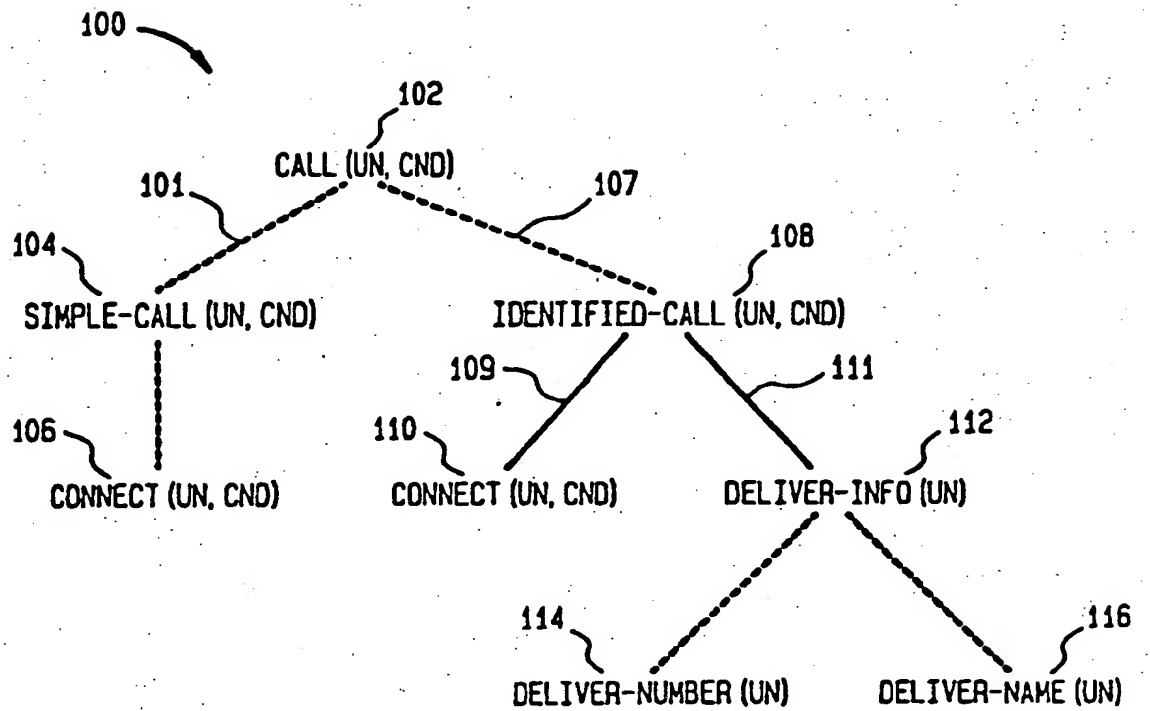 100
102
CALL (UN, CND)
101
107
104
108
SIMPLE-CALL (UN, CND)
IDENTIFIED-CALL (UN, CND)
109
111
106
110
112
CONNECT (UN, CND)
CONNECT (UN, CND)
DELIVER-INFO (UN)
114
116
DELIVER-NUMBER (UN)
DELIVER-NAME (UN)